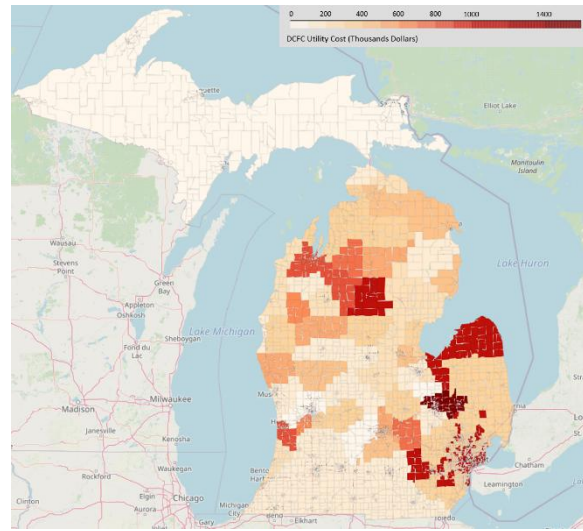 0 200 400 600 800 1000 1400
DCFC Utility Cost (Thousands Dollars)
Elliot Lake
Manitoulin
Island
Wausau
Stevens
Point
Green
Bay
Appleton
Oshkosh
Lake Huron
Fond du
Lac
Sheboygan
Lake Michigan
Madison
Milwaukee
Janesville
Kenosha
Waukegan
Rockford
Elgin
Chicago
Aurora
Gary
Michigan
City
Elkhart
Chatham
Leamington
Clinton